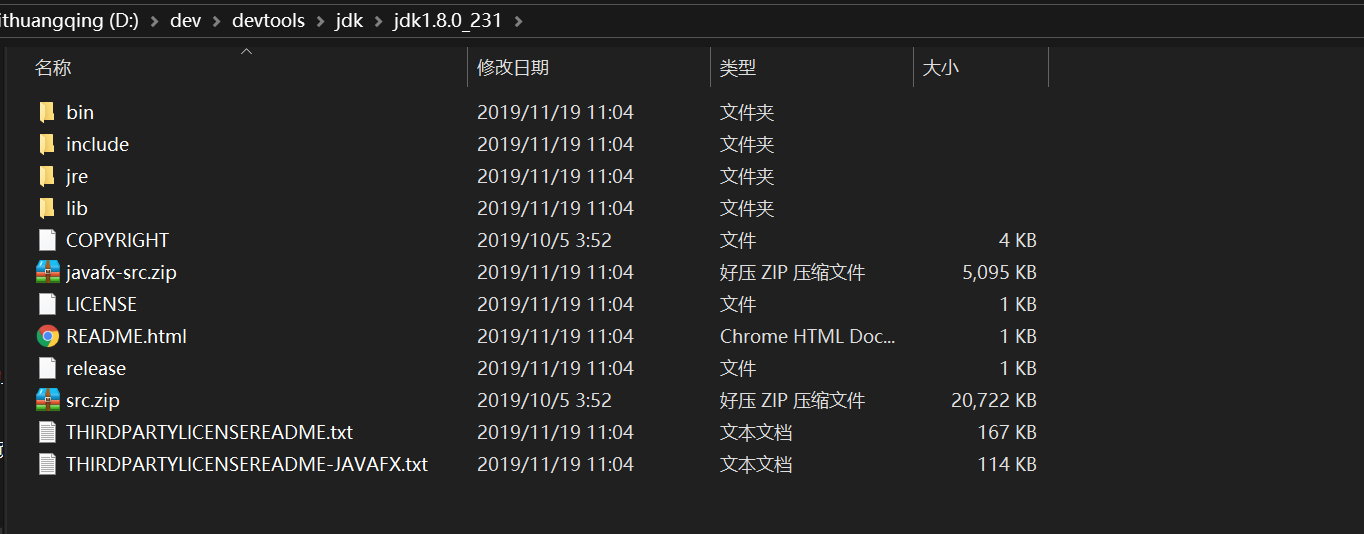 ithuangqing (D:) > dev > devtools > jdk > jdk1.8.0_231 >
名称 修改日期 类型 大小
bin 2019/11/19 11:04 文件夹
include 2019/11/19 11:04 文件夹
jre 2019/11/19 11:04 文件夹
lib 2019/11/19 11:04 文件夹
COPYRIGHT 2019/10/5 3:52 文件 4 KB
javafx-src.zip 2019/11/19 11:04 好压 ZIP 压缩文件 5,095 KB
LICENSE 2019/11/19 11:04 文件 1 KB
README.html 2019/11/19 11:04 Chrome HTML Doc... 1 KB
release 2019/11/19 11:04 文件 1 KB
src.zip 2019/10/5 3:52 好压 ZIP 压缩文件 20,722 KB
THIRDPARTYLICENSEREADME.txt 2019/11/19 11:04 文本文档 167 KB
THIRDPARTYLICENSEREADME-JAVAFX.txt 2019/11/19 11:04 文本文档 114 KB